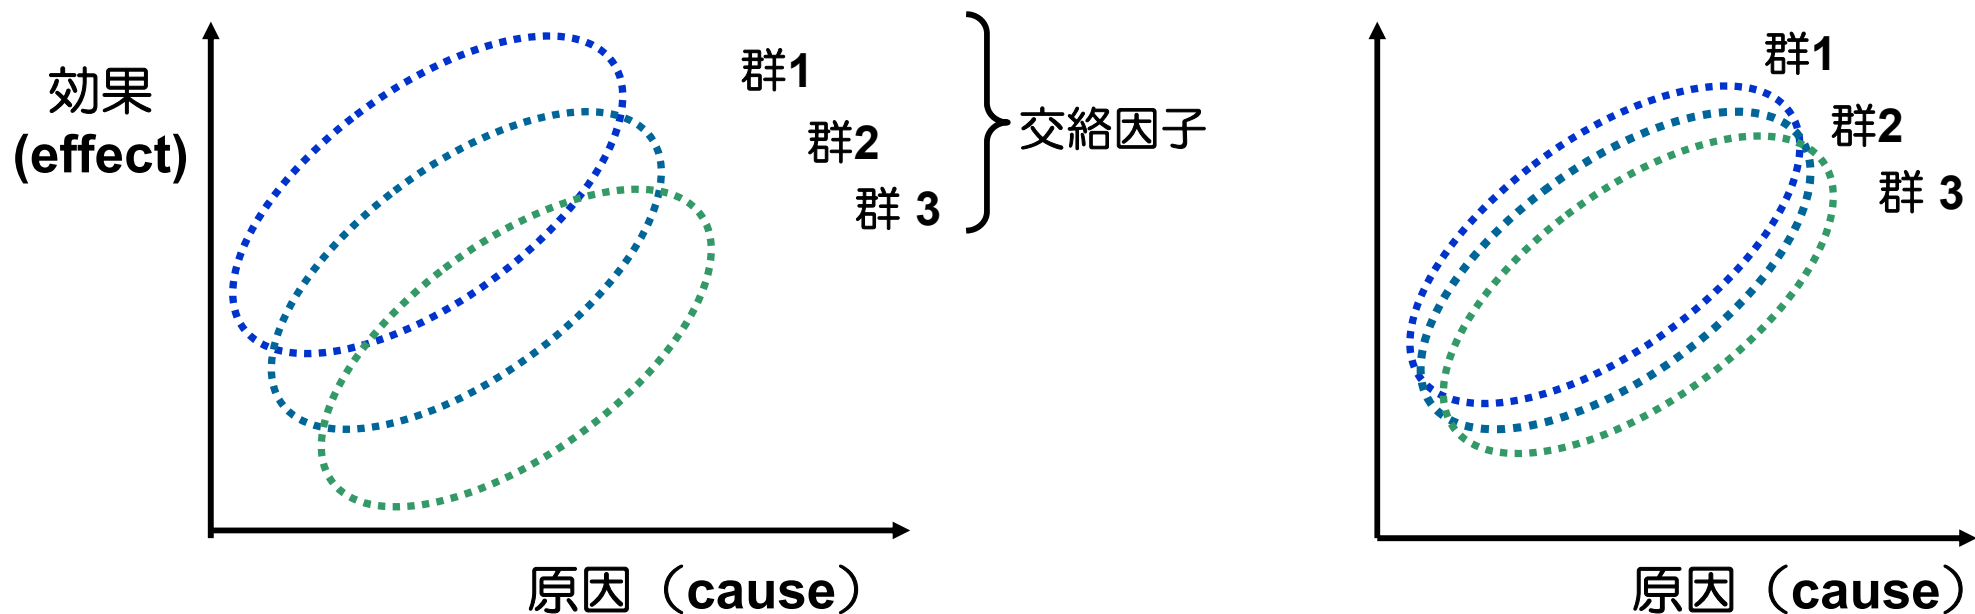 効果
(effect)
群1
群2
群 3
交絡因子
原因（cause）
群1
群2
群 3
原因（cause）